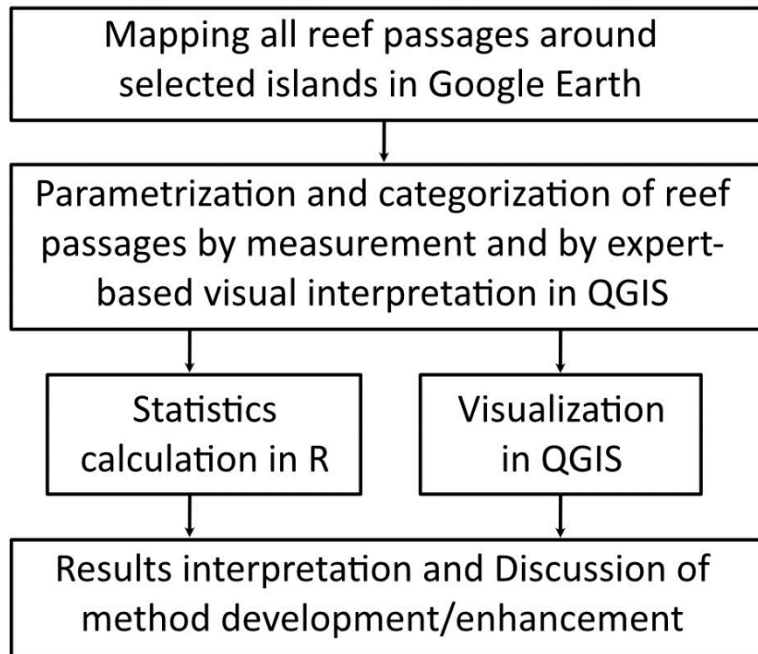 Mapping all reef passages around
selected islands in Google Earth
Parametrization and categorization of reef
passages by measurement and by expert-
based visual interpretation in QGIS
Statistics
calculation in R
Visualization
in QGIS
Results interpretation and Discussion of
method development/enhancement